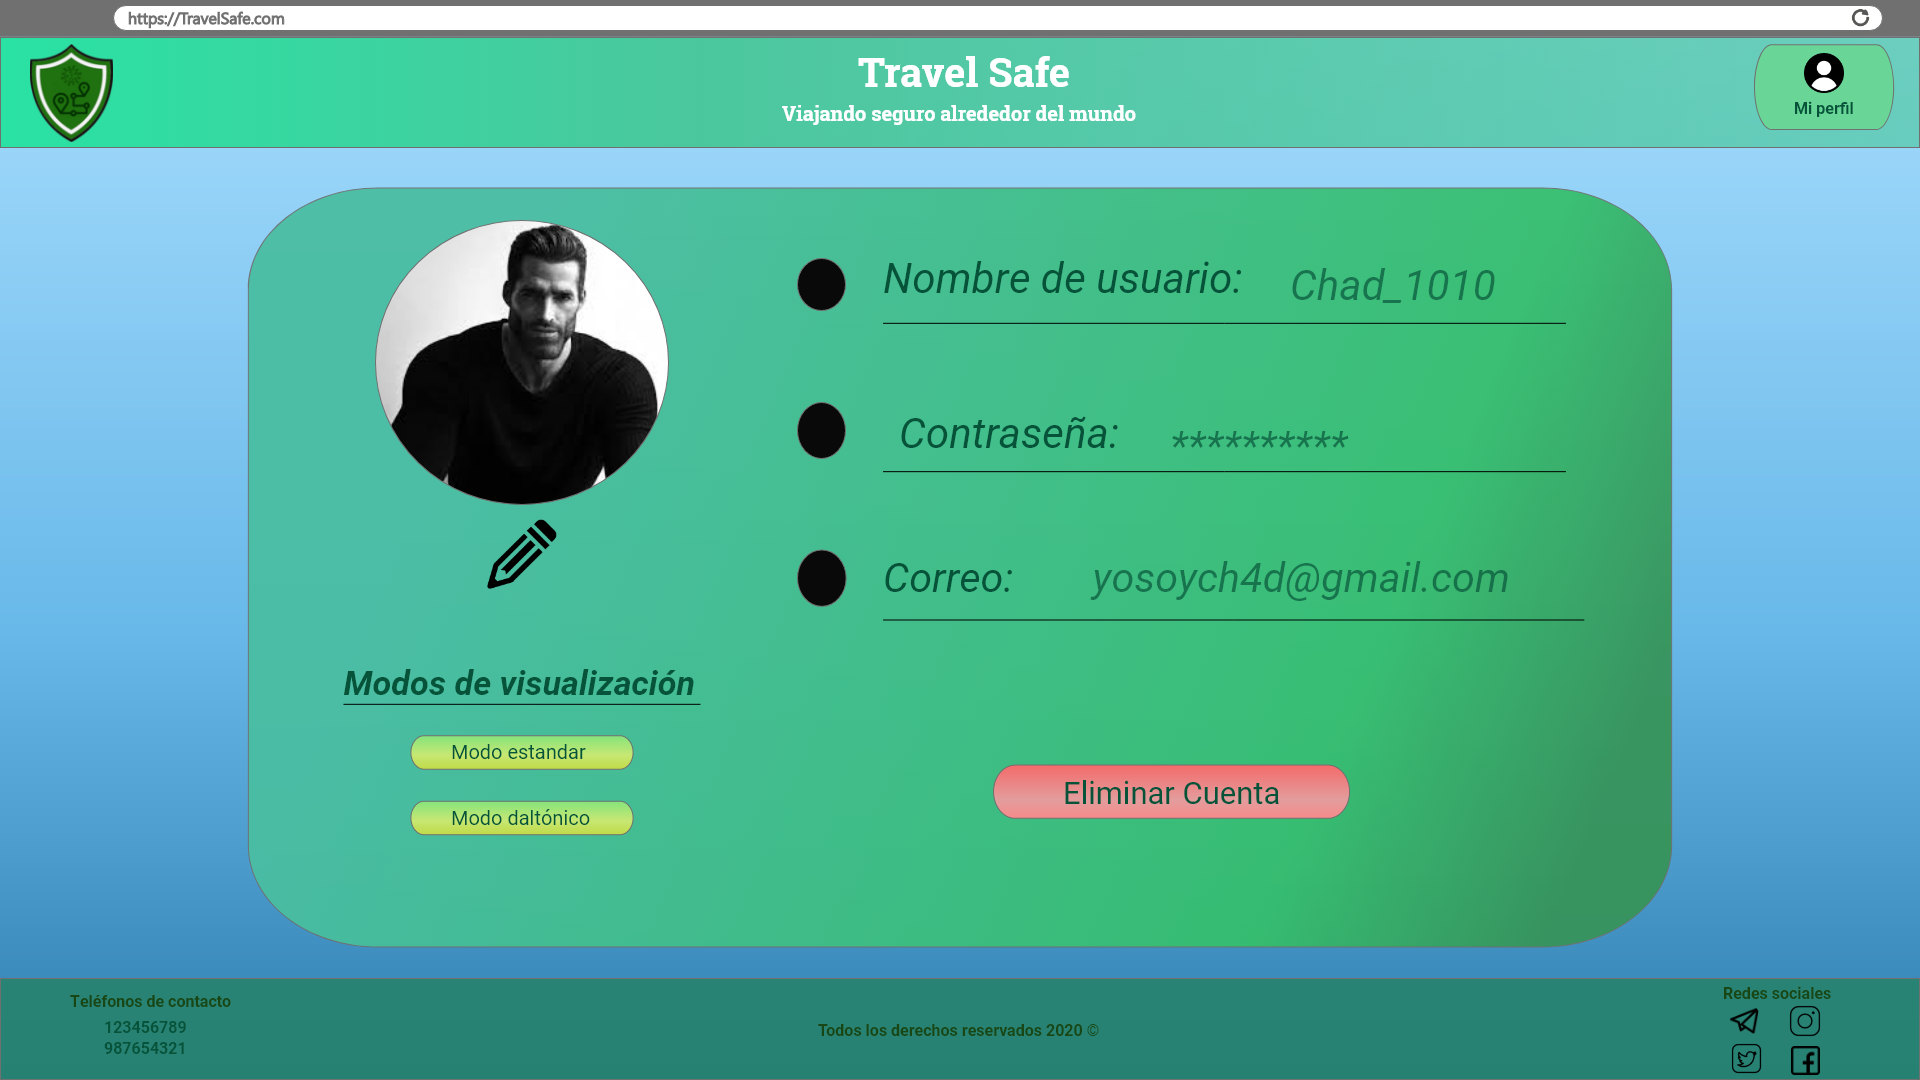 https://TravelSafe.com
Travel Safe
Viajando seguro alrededor del mundo
Mi perfil
Nombre de usuario: Chad_1010
Contraseña: **********
Correo: yosoych4d@gmail.com
Modos de visualización
Modo estandar
Modo daltónico
Eliminar Cuenta
Teléfonos de contacto
123456789
987654321
Todos los derechos reservados 2020 ©
Redes sociales